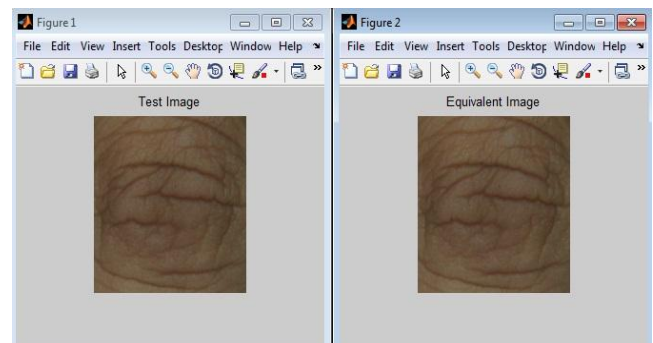 Figure 1
File Edit View Insert Tools Desktop Window Help
Test Image
Figure 2
File Edit View Insert Tools Desktop Window Help
Equivalent Image